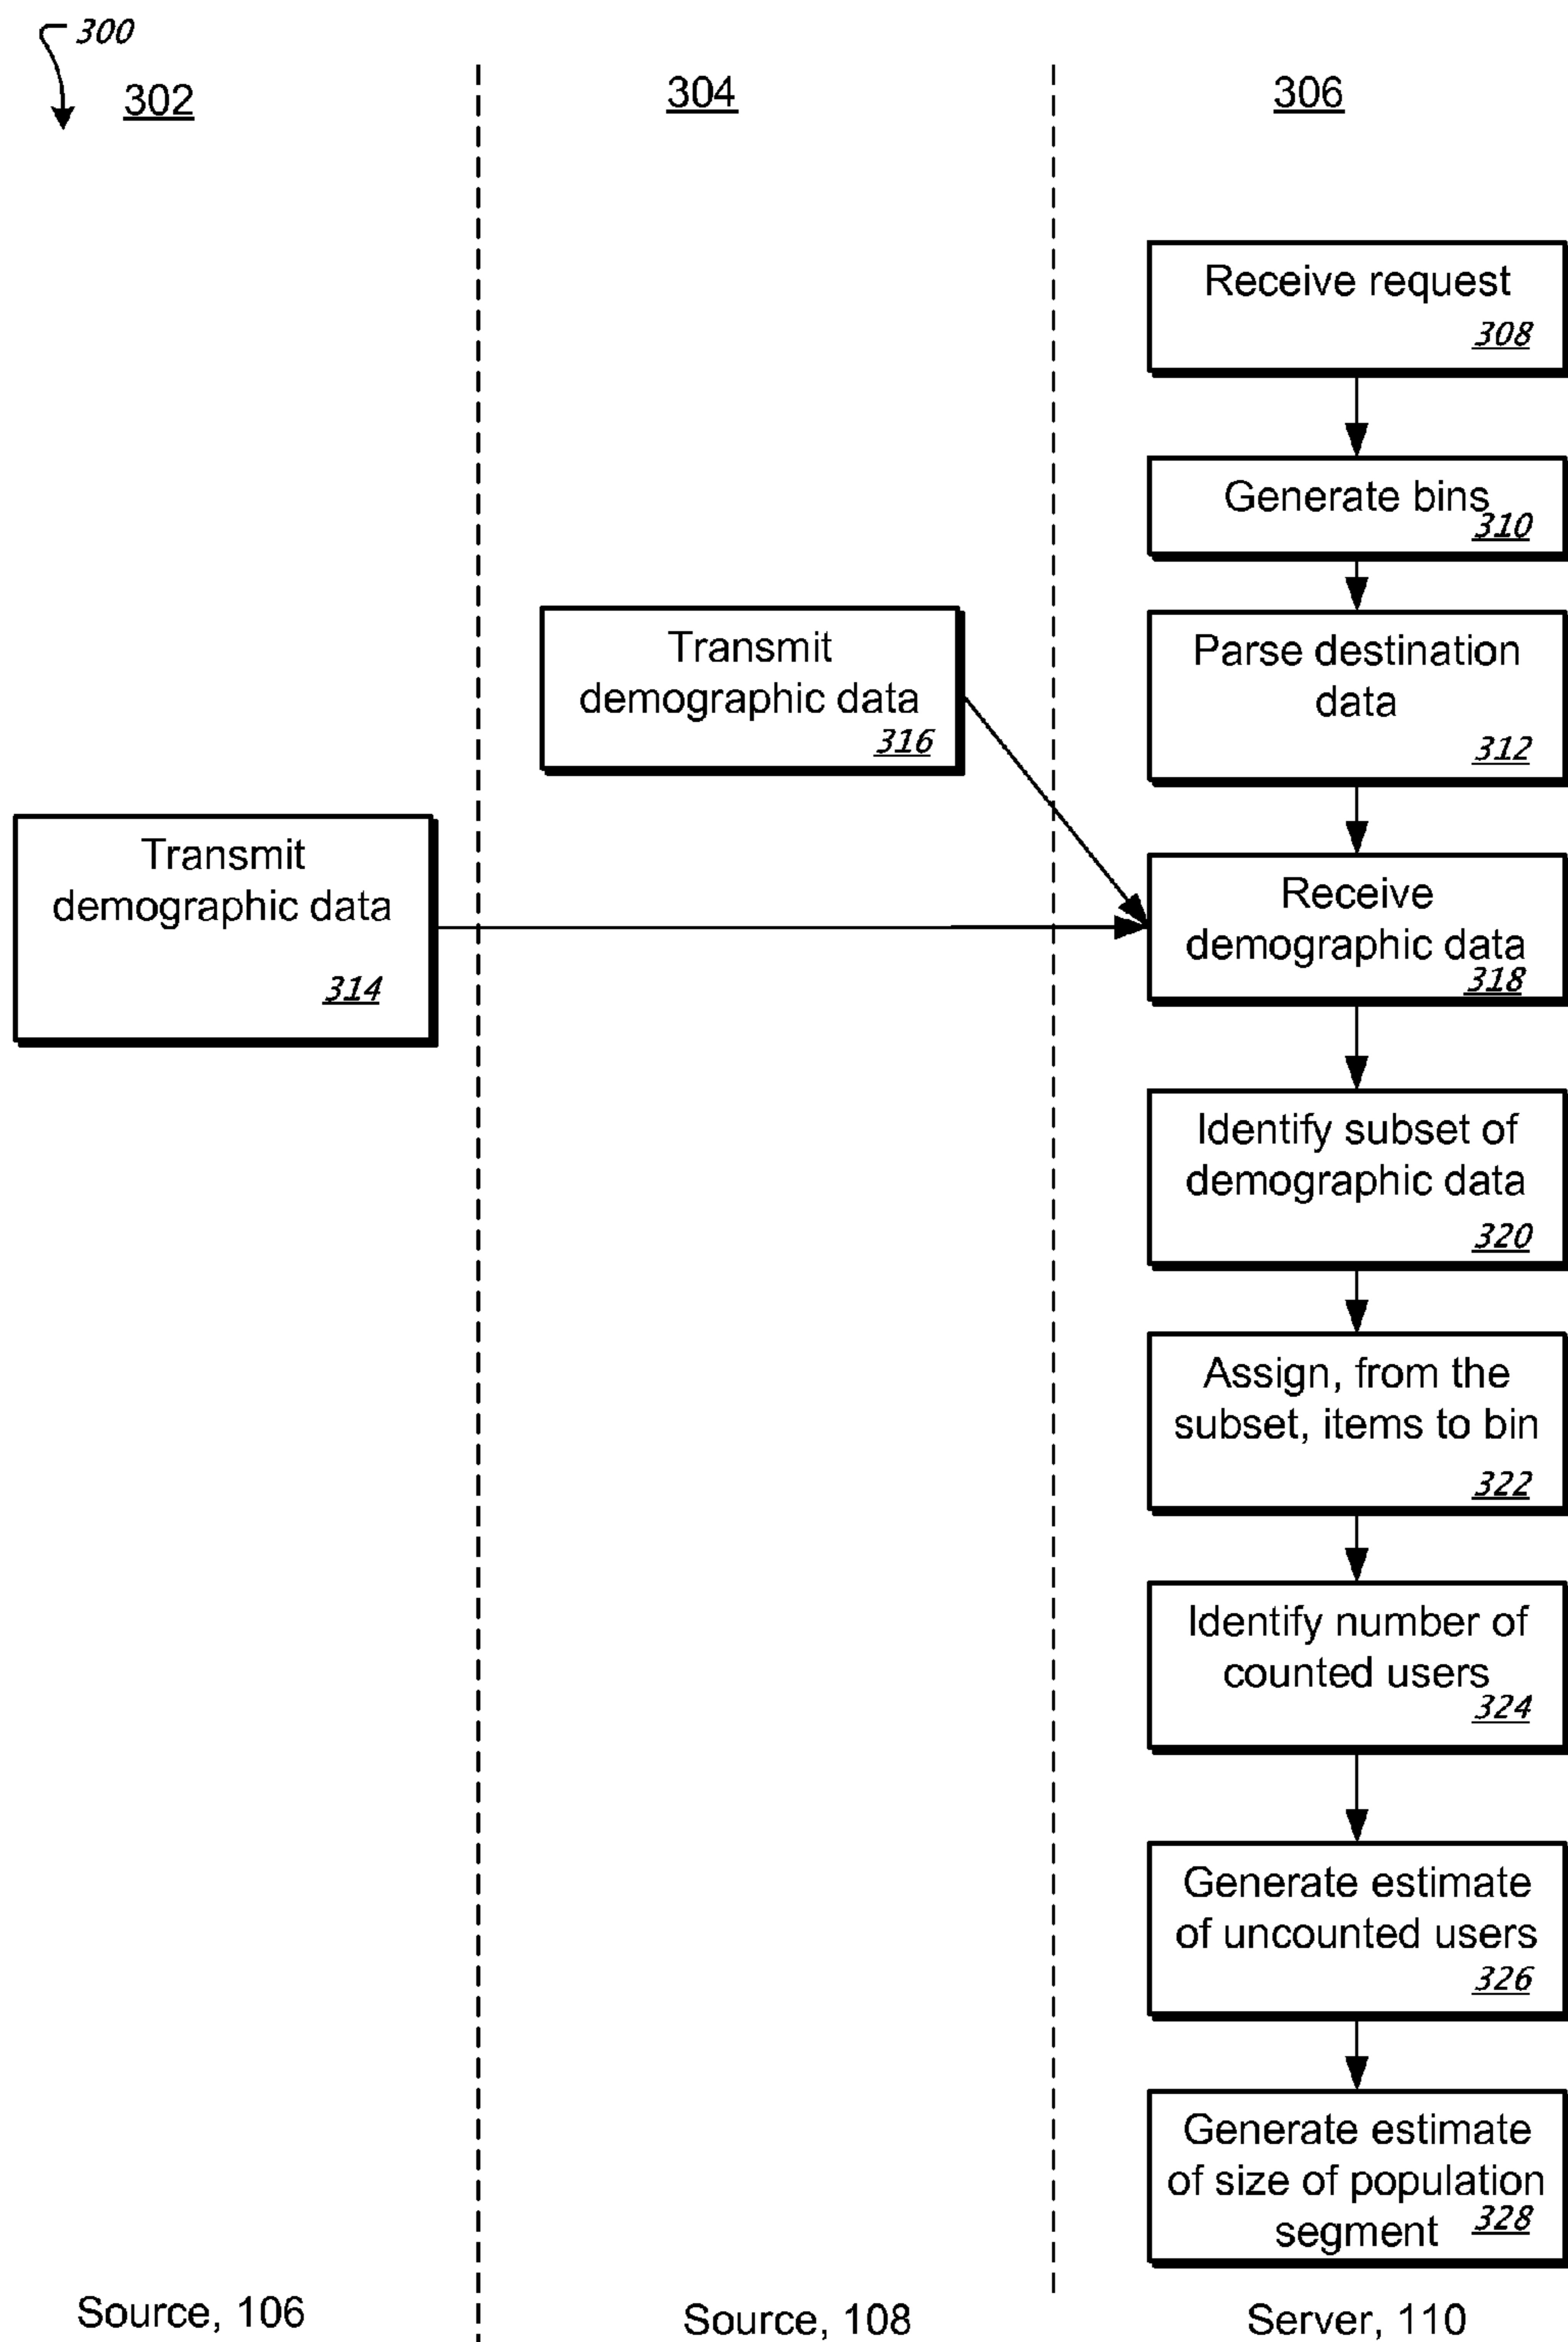 300
302
304
306
Receive request
308
Generate bins
310
Parse destination
data
312
Transmit
demographic data
316
Transmit
demographic data
314
Receive
demographic data
318
Identify subset of
demographic data
320
Assign, from the
subset, items to bin
322
Identify number of
counted users
324
Generate estimate
of uncounted users
326
Generate estimate
of size of population
segment 328
Source, 106
Source, 108
Server, 110